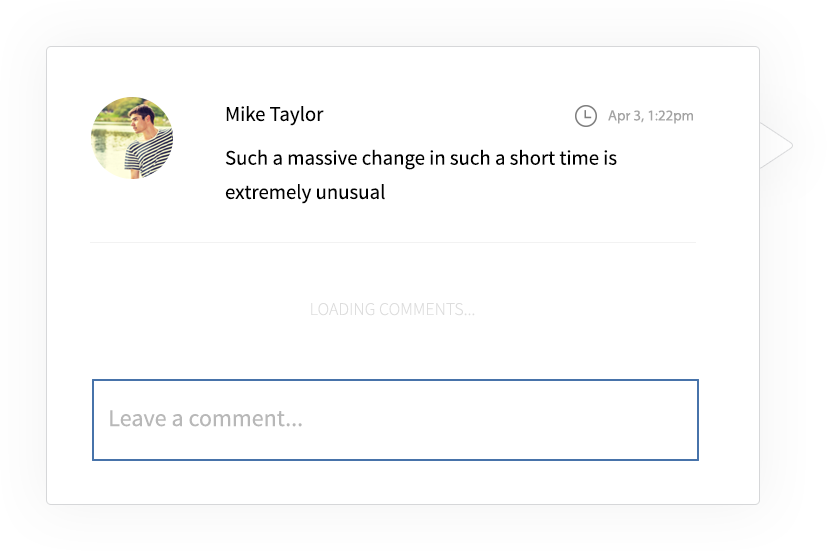 Mike Taylor
Apr 3, 1:22pm
Such a massive change in such a short time is
extremely unusual
LOADING COMMENTS...
Leave a comment...